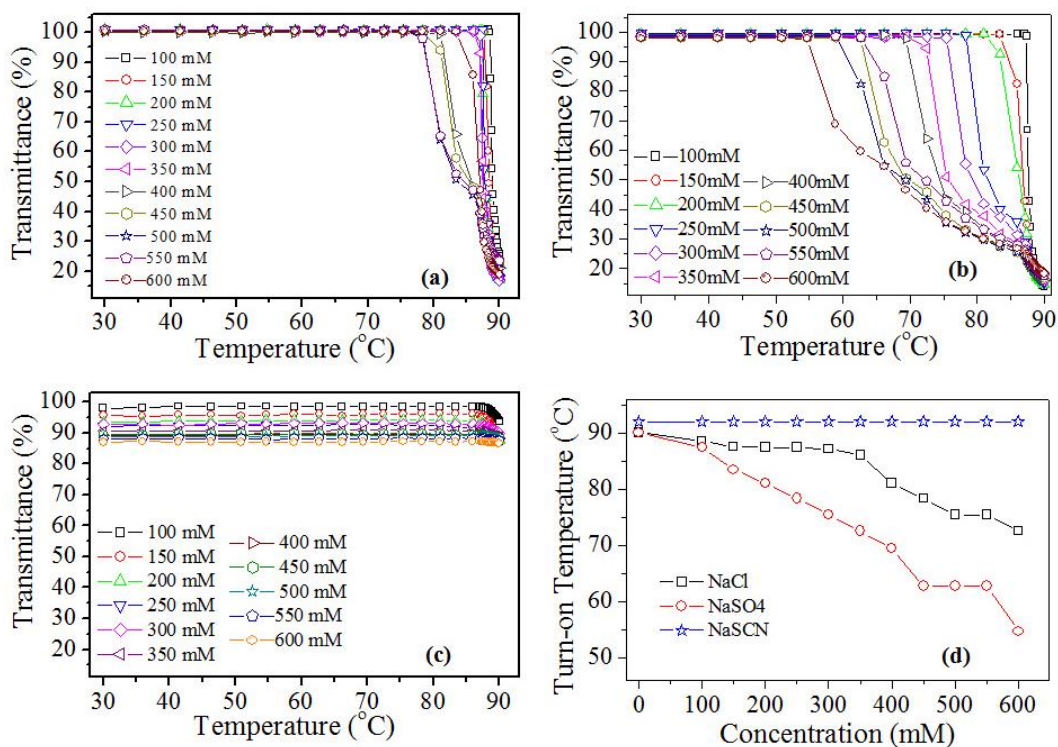 100
90
80
70
60
50
40
30
20
Transmittance (%)
100 mM
150 mM
200 mM
250 mM
300 mM
350 mM
400 mM
450 mM
500 mM
550 mM
600 mM
(a)
30 40 50 60 70 80 90
Temperature (°C)
100
90
80
70
60
50
40
30
20
Transmittance (%)
100mM
150mM
200mM
250mM
300mM
350mM
400mM
450mM
500mM
550mM
600mM
(b)
30 40 50 60 70 80 90
Temperature (°C)
100
90
80
70
60
50
40
30
20
Transmittance (%)
100 mM
150 mM
200 mM
250 mM
300 mM
350 mM
400 mM
450 mM
500 mM
550 mM
600 mM
(c)
30 40 50 60 70 80 90
Temperature (°C)
90
80
70
60
50
Turn-on Temperature (°C)
NaCl
NaSO4
NaSCN
(d)
0 100 200 300 400 500 600
Concentration (mM)